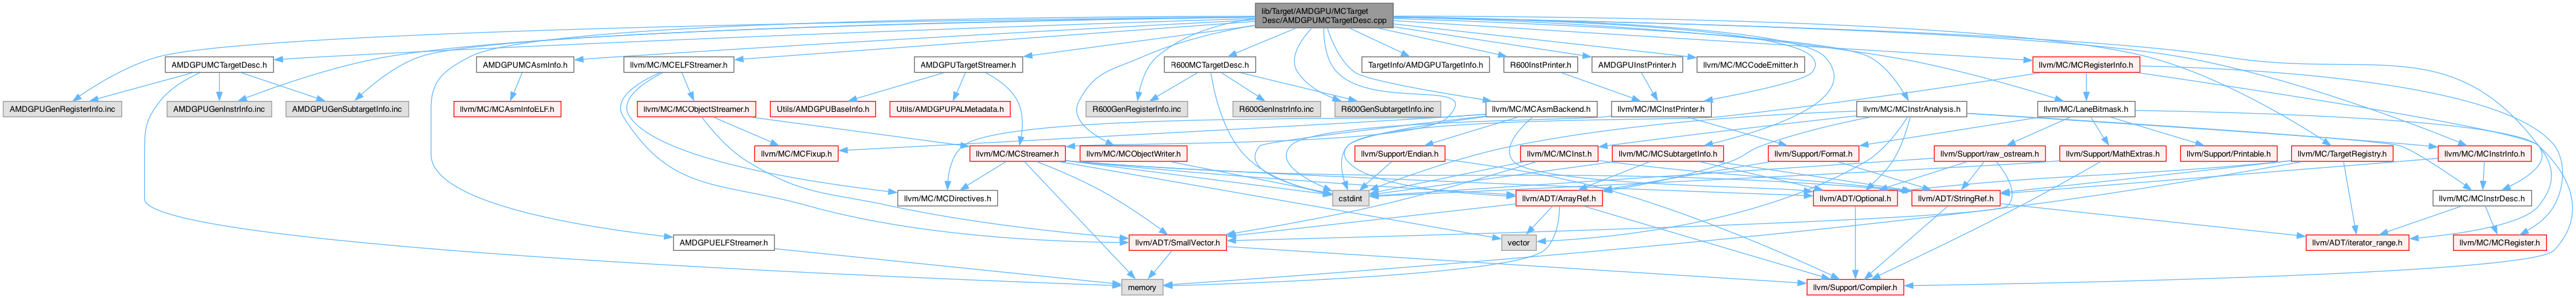 lib/Target/AMDGPU/MCTarget
Desc/AMDGPUMCTargetDesc.cpp
AMDGPUMCTargetDesc.h
AMDGPUMCAsmInfo.h
llvm/MC/MCELFStreamer.h
AMDGPUTargetStreamer.h
R600MCTargetDesc.h
TargetInfo/AMDGPUTargetInfo.h
R600InstPrinter.h
AMDGPUInstPrinter.h
llvm/MC/MCCodeEmitter.h
llvm/MC/MCRegisterInfo.h
AMDGPUGenRegisterInfo.inc
AMDGPUGenInstrInfo.inc
AMDGPUGenSubtargetInfo.inc
llvm/MC/MCAsmInfoELF.h
llvm/MC/MCObjectStreamer.h
Utils/AMDGPUBaseInfo.h
Utils/AMDGPUPALMetadata.h
R600GenRegisterInfo.inc
R600GenInstrInfo.inc
R600GenSubtargetInfo.inc
llvm/MC/MCAsmBackend.h
llvm/MC/MCInstPrinter.h
llvm/MC/MCInstrAnalysis.h
llvm/MC/LaneBitmask.h
llvm/MC/MCFixup.h
llvm/MC/MCStreamer.h
llvm/MC/MCObjectWriter.h
llvm/Support/Endian.h
llvm/MC/MCInst.h
llvm/MC/MCSubtargetInfo.h
llvm/Support/Format.h
llvm/Support/raw_ostream.h
llvm/Support/MathExtras.h
llvm/Support/Printable.h
llvm/MC/TargetRegistry.h
llvm/MC/MCInstrInfo.h
llvm/MC/MCDirectives.h
cstdint
llvm/ADT/ArrayRef.h
llvm/ADT/Optional.h
llvm/ADT/StringRef.h
llvm/MC/MCInstrDesc.h
AMDGPUELFStreamer.h
llvm/ADT/SmallVector.h
vector
llvm/ADT/iterator_range.h
llvm/MC/MCRegister.h
memory
llvm/Support/Compiler.h